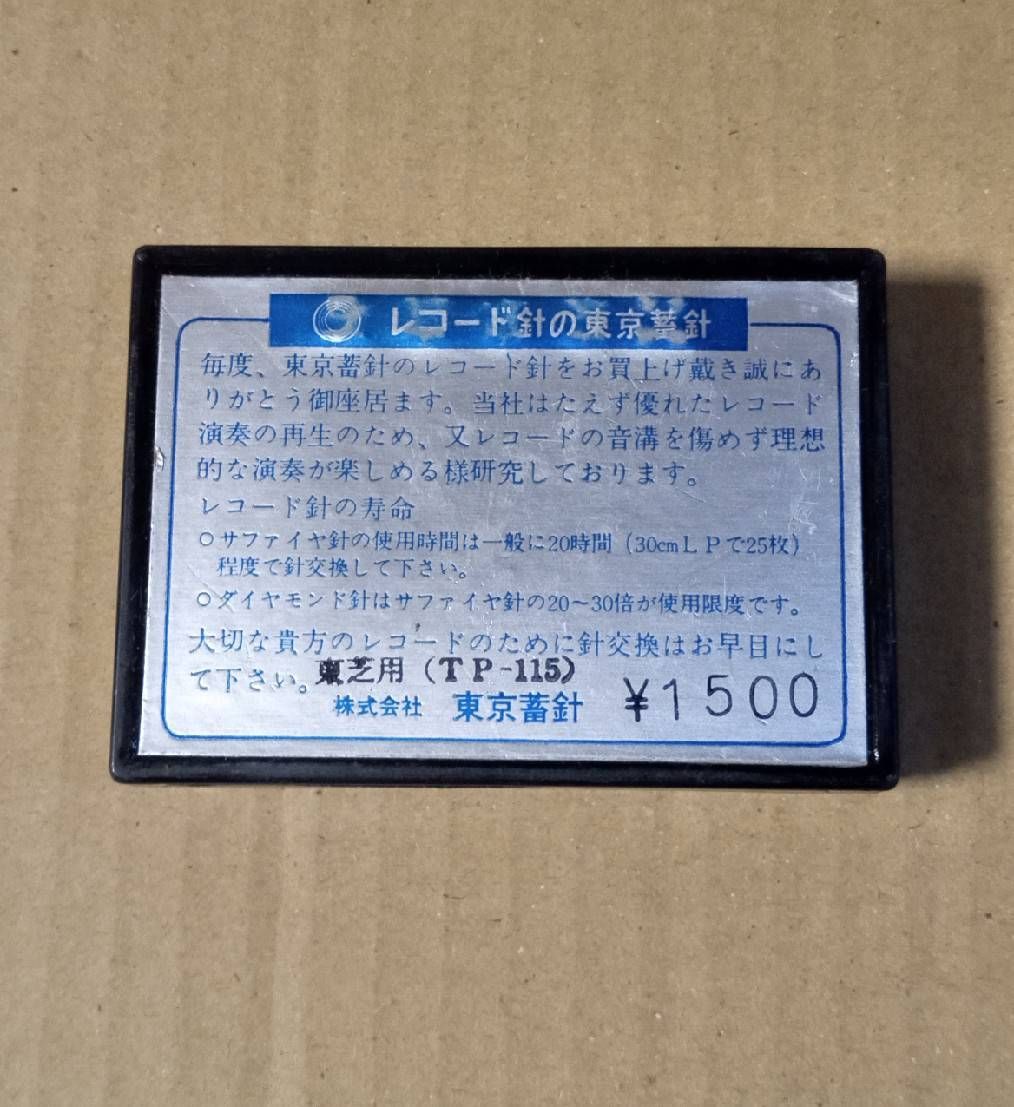 レコード針の東京蓄針
毎度、東京蓄針のレコード針をお買上げ戴き誠にあ
りがとう御座居ます。当社はたえず優れたレコード
演奏の再生のため、又レコードの音溝を傷めず理想
的な演奏が楽しめる様研究しております。
レコード針の寿命
○サファイヤ針の使用時間は一般に20時間（30cmＬＰで25枚）
程度で針交換して下さい。
○ダイヤモンド針はサファイヤ針の20〜30倍が使用限度です。
大切な貴方のレコードのために針交換はお早目にし
て下さい。東芝用（ＴＰ-115）
株式会社 東京蓄針 ¥1500